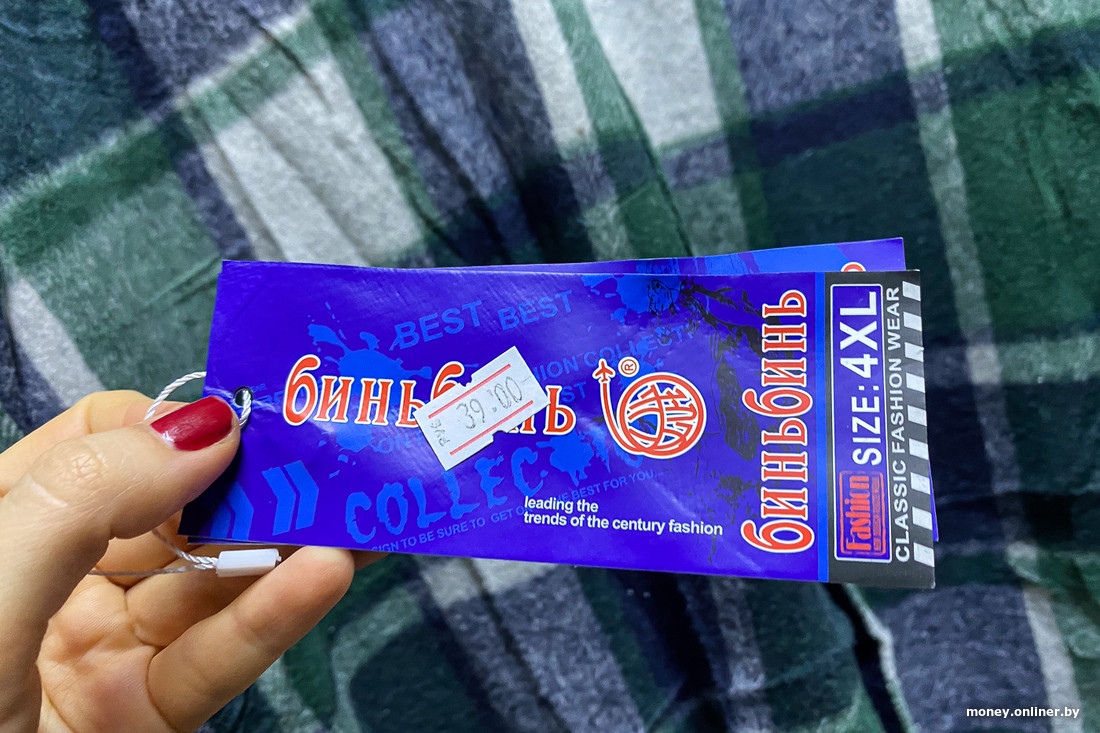 BEST BEST
биньбинь
®
39:00
COLLECT
leading the
trends of the century fashion
биньбинь
SIZE: 4XL
Fashion
CLASSIC FASHION WEAR
money.onliner.by